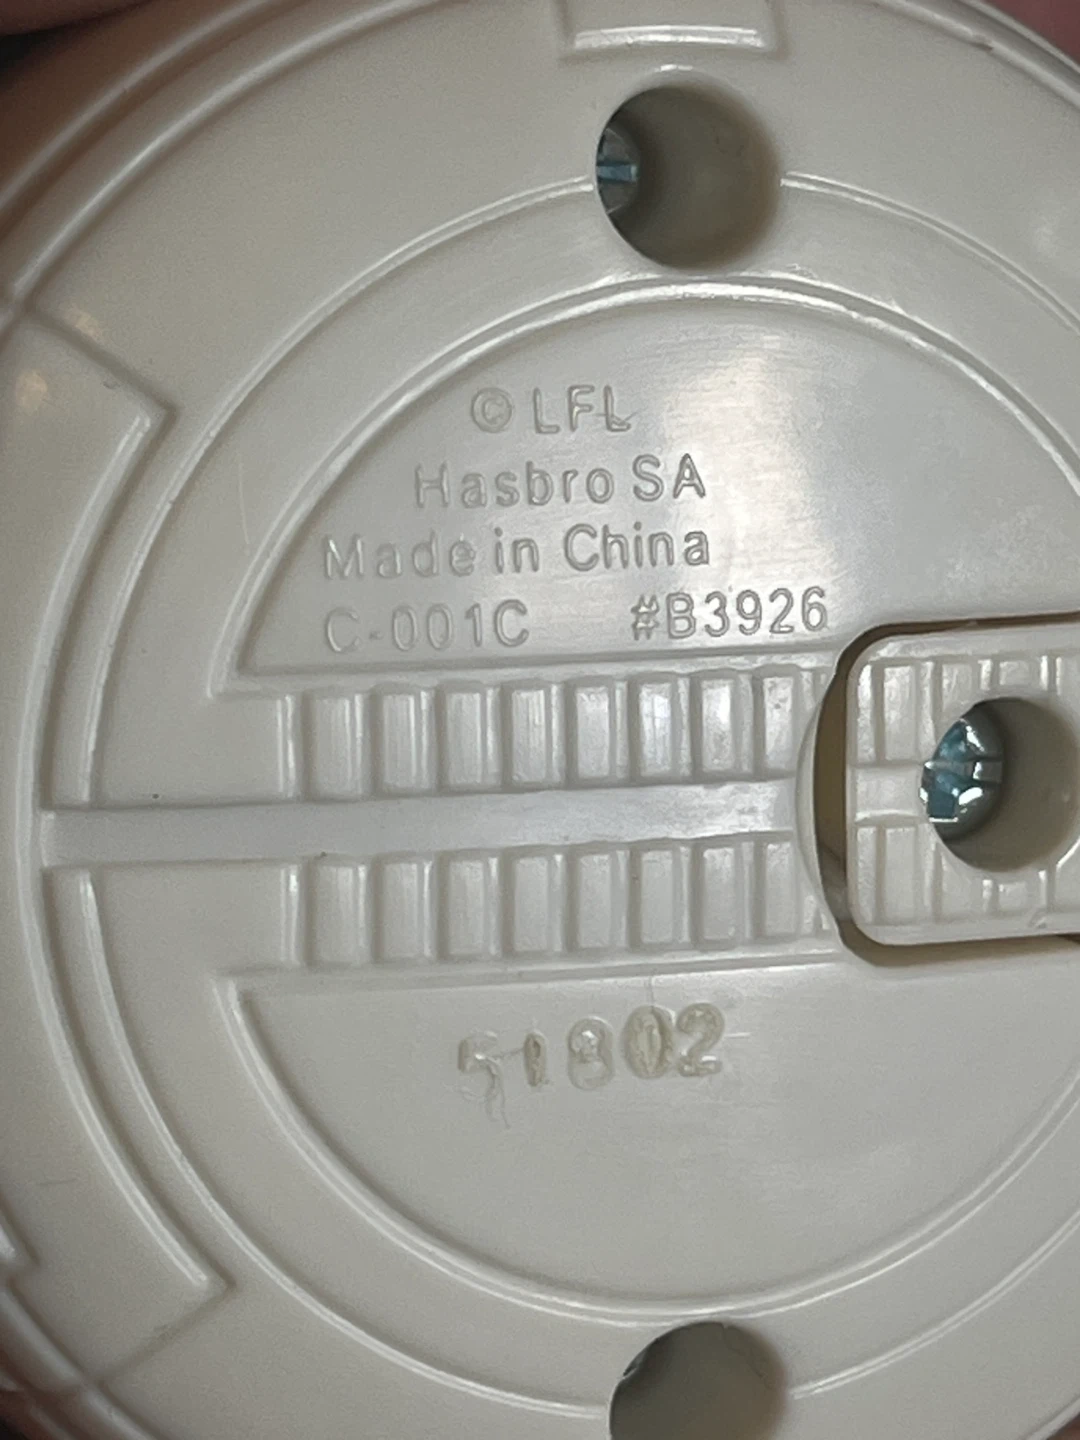 © LFL
Hasbro SA
Made in China
C-001C #B3926
51802